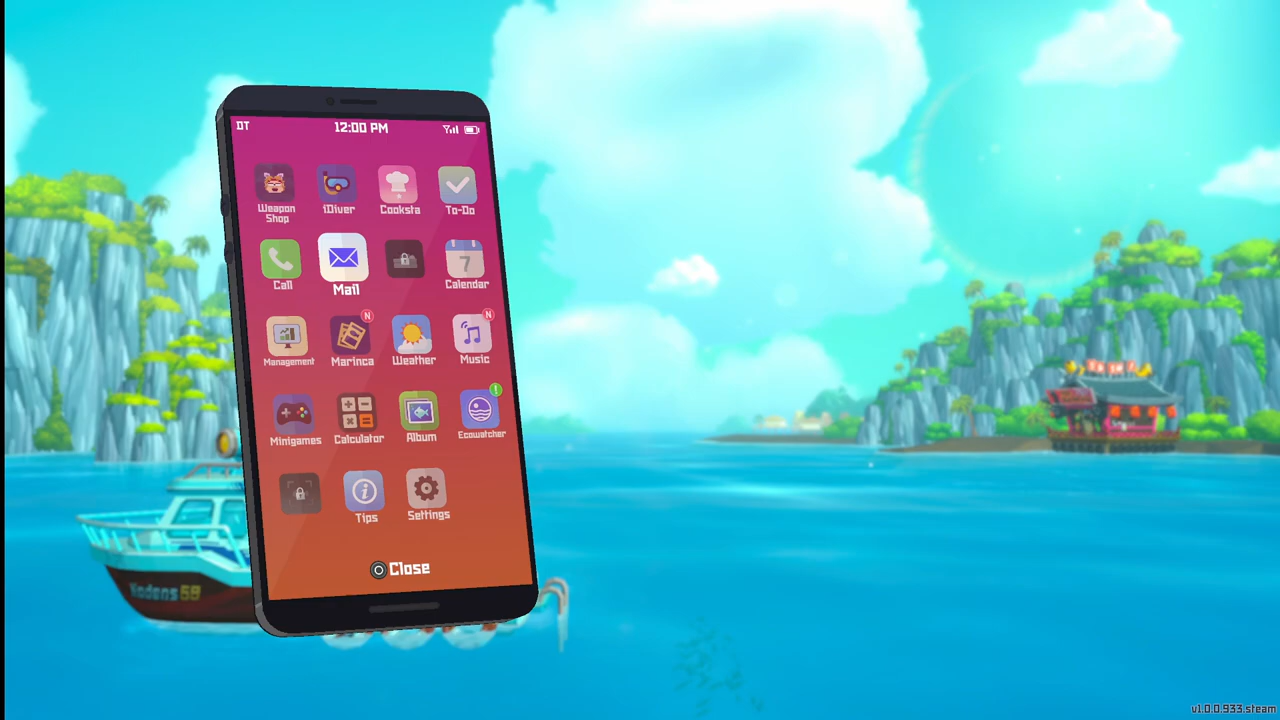 DT
12:00 PM
Weapon
Shop
iDiver
Cooksta
To-Do
Call
Mail
7
Calendar
Management
N
Marinca
Weather
N
Music
Minigames
Calculator
Album
!
Ecowatcher
Tips
Settings
Close
v1.0.0.933.steam